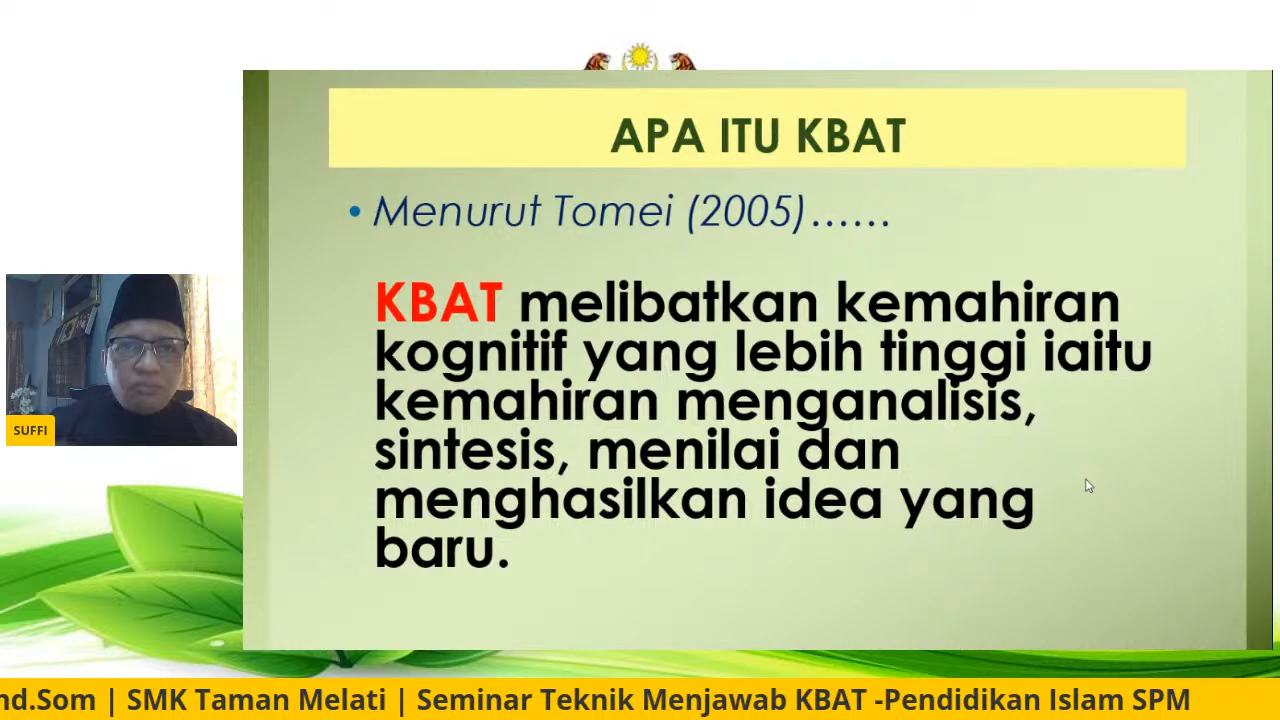 APA ITU KBAT
• Menurut Tomei (2005)......
KBAT melibatkan kemahiran
kognitif yang lebih tinggi iaitu
kemahiran menganalisis,
sintesis, menilai dan
menghasilkan idea yang
baru.
SUFFI
nd.Som | SMK Taman Melati | Seminar Teknik Menjawab KBAT -Pendidikan Islam SPM